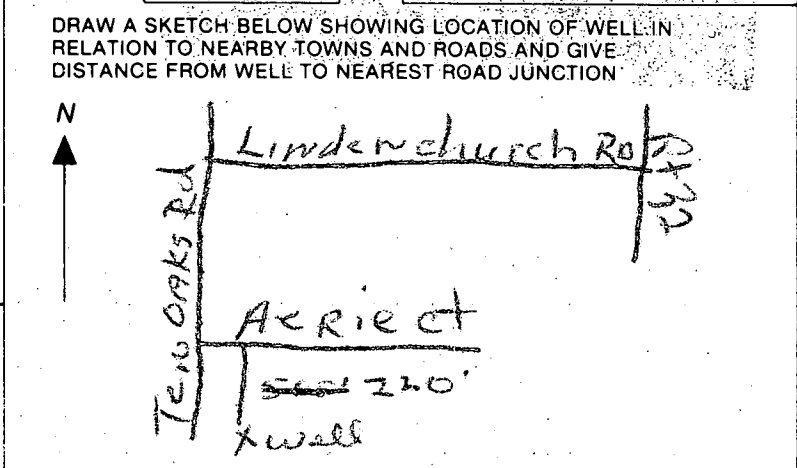 DRAW A SKETCH BELOW SHOWING LOCATION OF WELL IN
RELATION TO NEARBY TOWNS AND ROADS AND GIVE
DISTANCE FROM WELL TO NEAREST ROAD JUNCTION
N
Lindenchurch RD
Rt 32
Ten OAKs Rd
AeRie ct
220'
x well